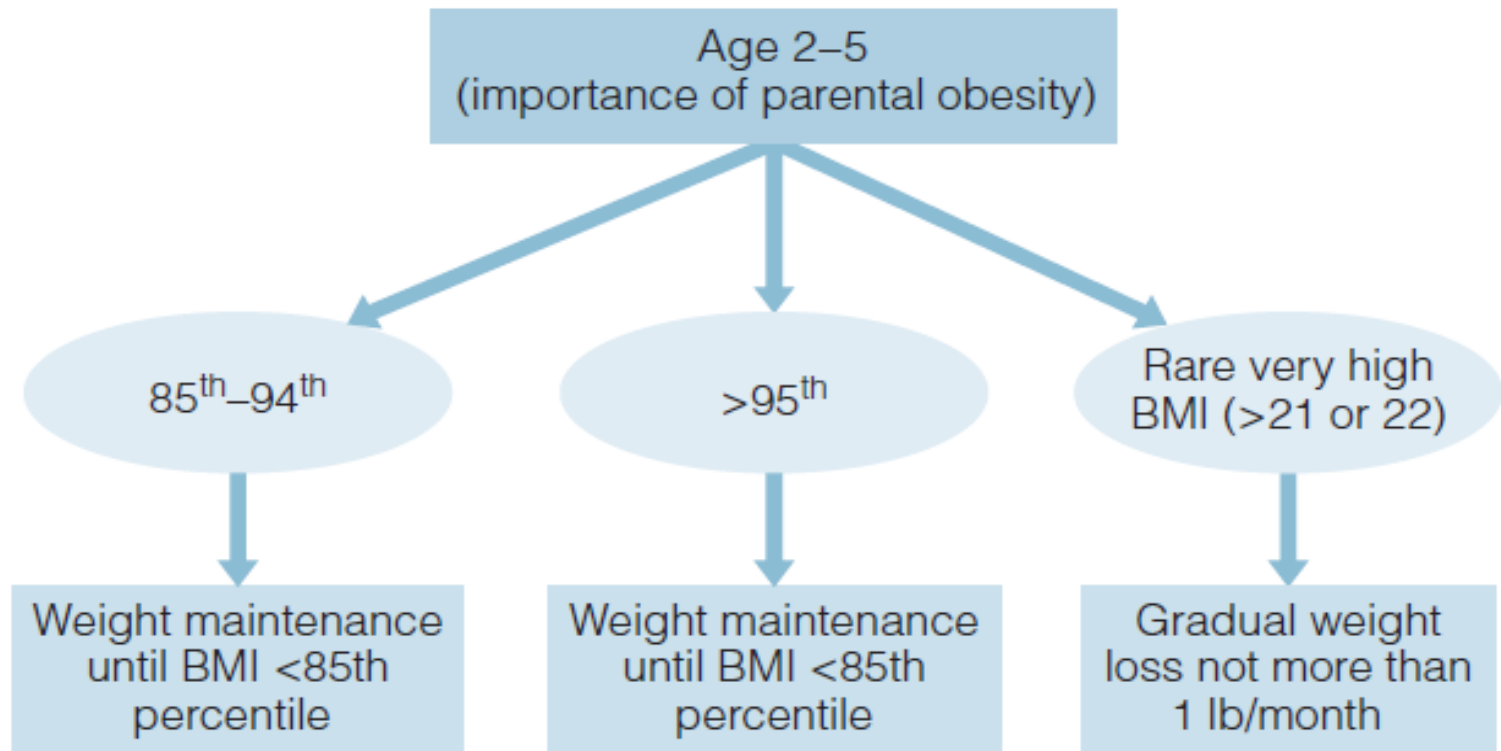 Age 2–5
(importance of parental obesity)
85th–94th
>95th
Rare very high
BMI (>21 or 22)
Weight maintenance
until BMI <85th
percentile
Weight maintenance
until BMI <85th
percentile
Gradual weight
loss not more than
1 lb/month